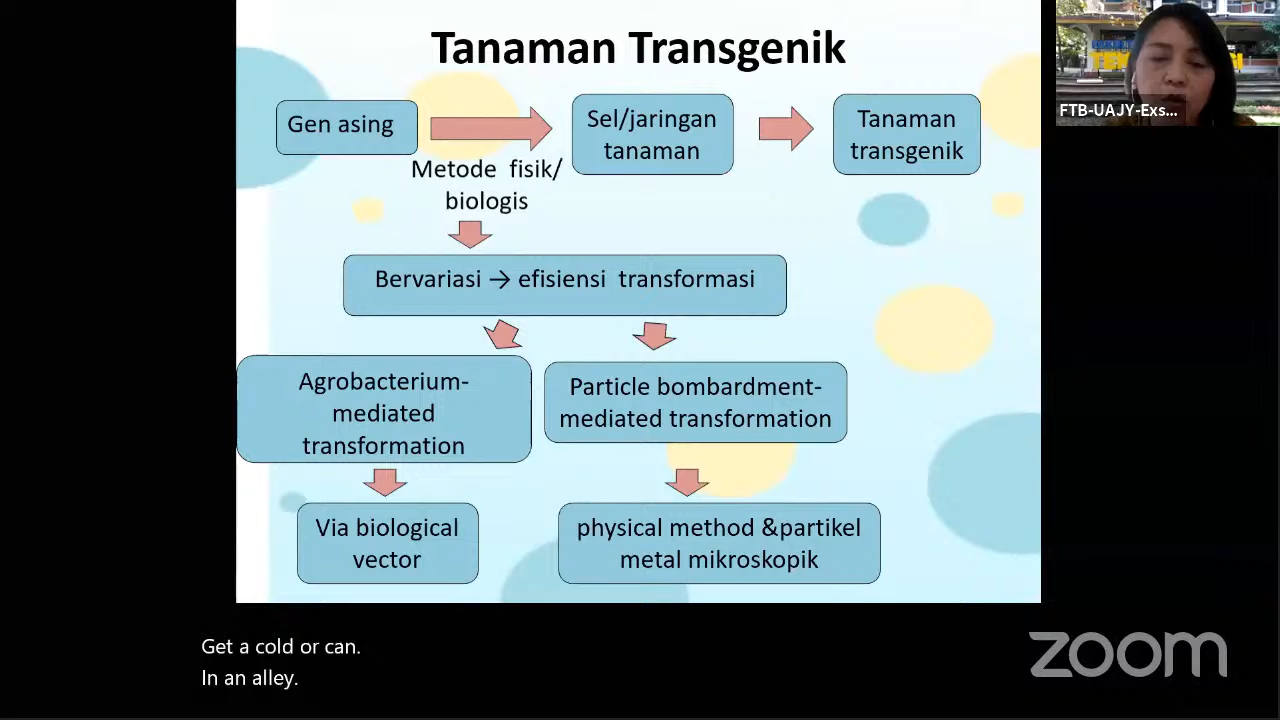 Tanaman Transgenik
Gen asing
Sel/jaringan
tanaman
Tanaman
transgenik
Metode fisik/
biologis
Bervariasi → efisiensi transformasi
Agrobacterium-
mediated
transformation
Particle bombardment-
mediated transformation
Via biological
vector
physical method &partikel
metal mikroskopik
FTB-UAJY-Exs...
Get a cold or can.
In an alley.
zoom